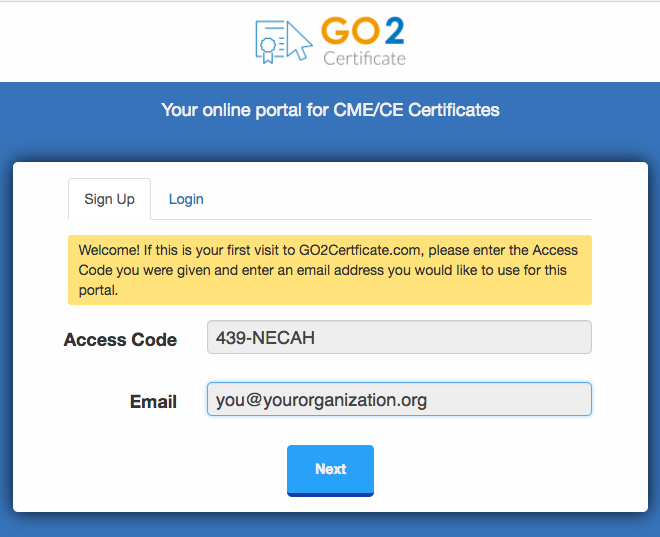 GO2
Certificate
Your online portal for CME/CE Certificates
Sign Up
Login
Welcome! If this is your first visit to GO2Certficate.com, please enter the Access
Code you were given and enter an email address you would like to use for this
portal.
Access Code
439-NECAH
Email
you@yourorganization.org
Next